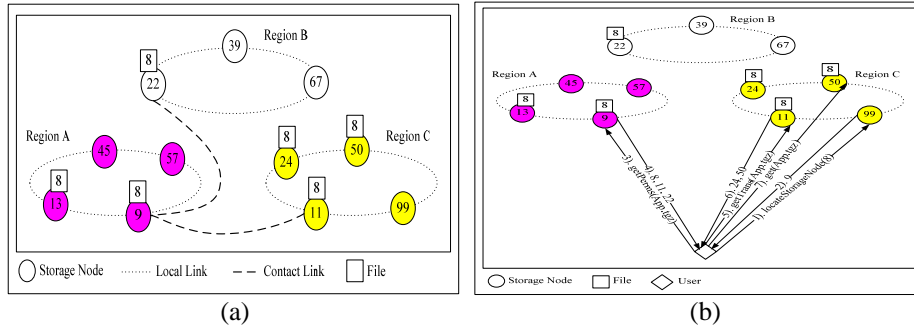 Region B
39
8
22
67
Region A
45
57
8
13
8
9
Region C
8
24
8
50
8
11
99
Storage Node
Local Link
Contact Link
File
(a)
Region B
39
8
22
67
Region A
45
57
8
13
8
9
8
24
8
50
Region C
8
11
99
3). getPermis(App.tgz)
4). 8, 11, 22
6). 24, 50
7). get(App.tgz)
2). 9
1). locateStorageNode(8)
Storage Node
File
User
(b)